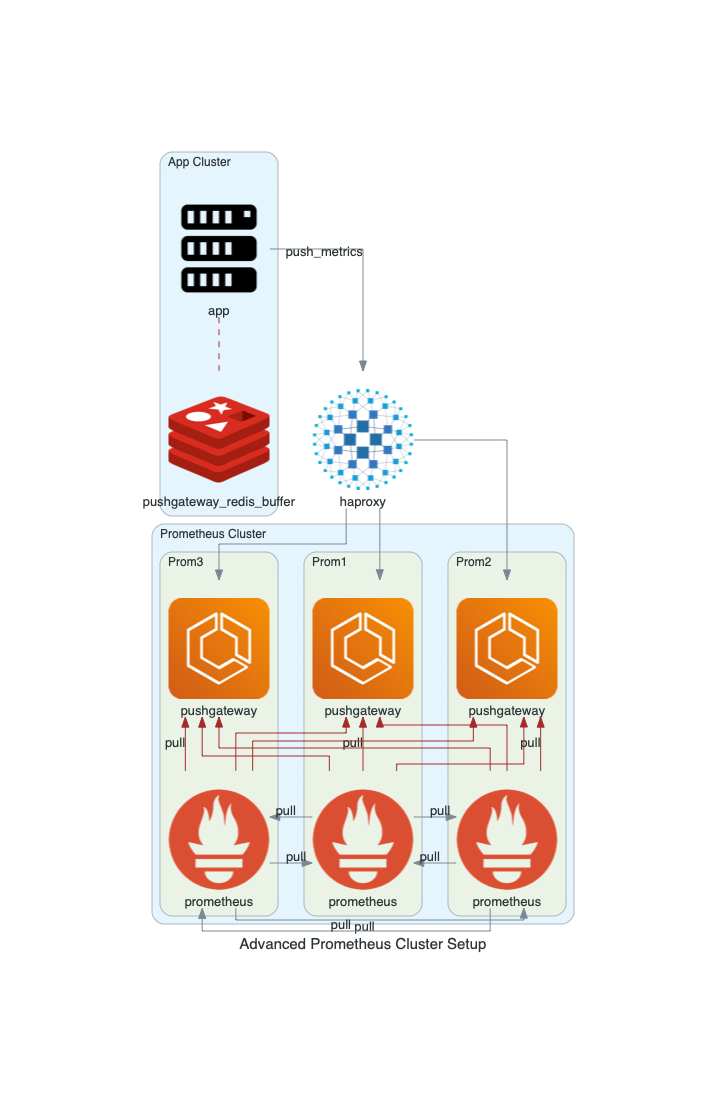 App Cluster
app
push_metrics
pushgateway_redis_buffer
haproxy
Prometheus Cluster
Prom3
Prom1
Prom2
pushgateway
pushgateway
pushgateway
pull
pull
pull
pull
pull
pull
pull
prometheus
prometheus
prometheus
pull
pull
Advanced Prometheus Cluster Setup